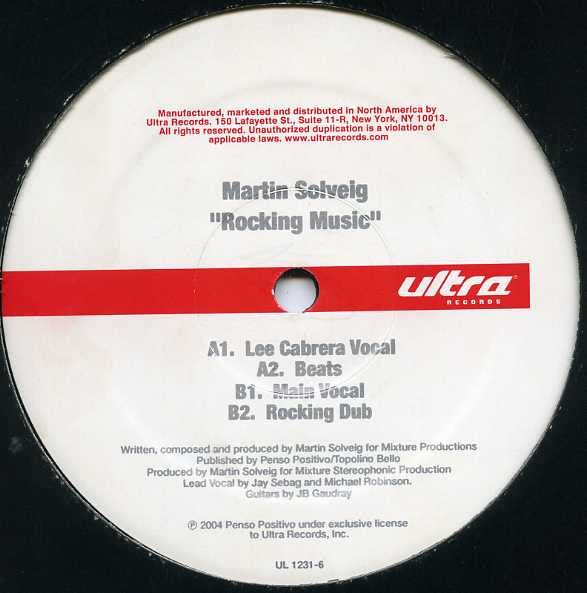 Manufactured, marketed and distributed in North America by
Ultra Records. 150 Lafayette St., Suite 11-R, New York, NY 10013.
All rights reserved. Unauthorized duplication is a violation of
applicable laws. www.ultrarecords.com
Martin Solveig
"Rocking Music"
ultra
RECORDS
A1. Lee Cabrera Vocal
A2. Beats
B1. Main Vocal
B2. Rocking Dub
Written, composed and produced by Martin Solveig for Mixture Productions
Published by Penso Positivo/Topolino Bello
Produced by Martin Solveig for Mixture Stereophonic Production
Lead Vocal by Jay Sebag and Michael Robinson.
Guitars by JB Gaudray
℗ 2004 Penso Positivo under exclusive license
to Ultra Records, Inc.
UL 1231-6